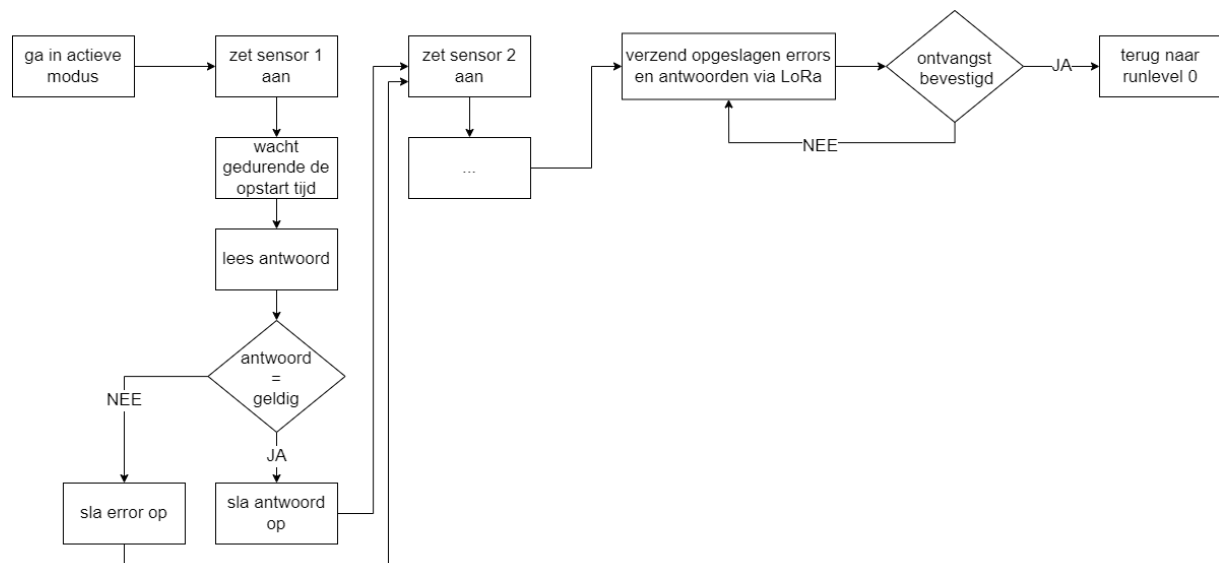 ga in actieve
modus
zet sensor 1
aan
wacht
gedurende de
opstart tijd
lees antwoord
antwoord
=
geldig
NEE
JA
sla error op
sla antwoord
op
zet sensor 2
aan
...
verzend opgeslagen errors
en antwoorden via LoRa
ontvangst
bevestigd
NEE
JA
terug naar
runlevel 0